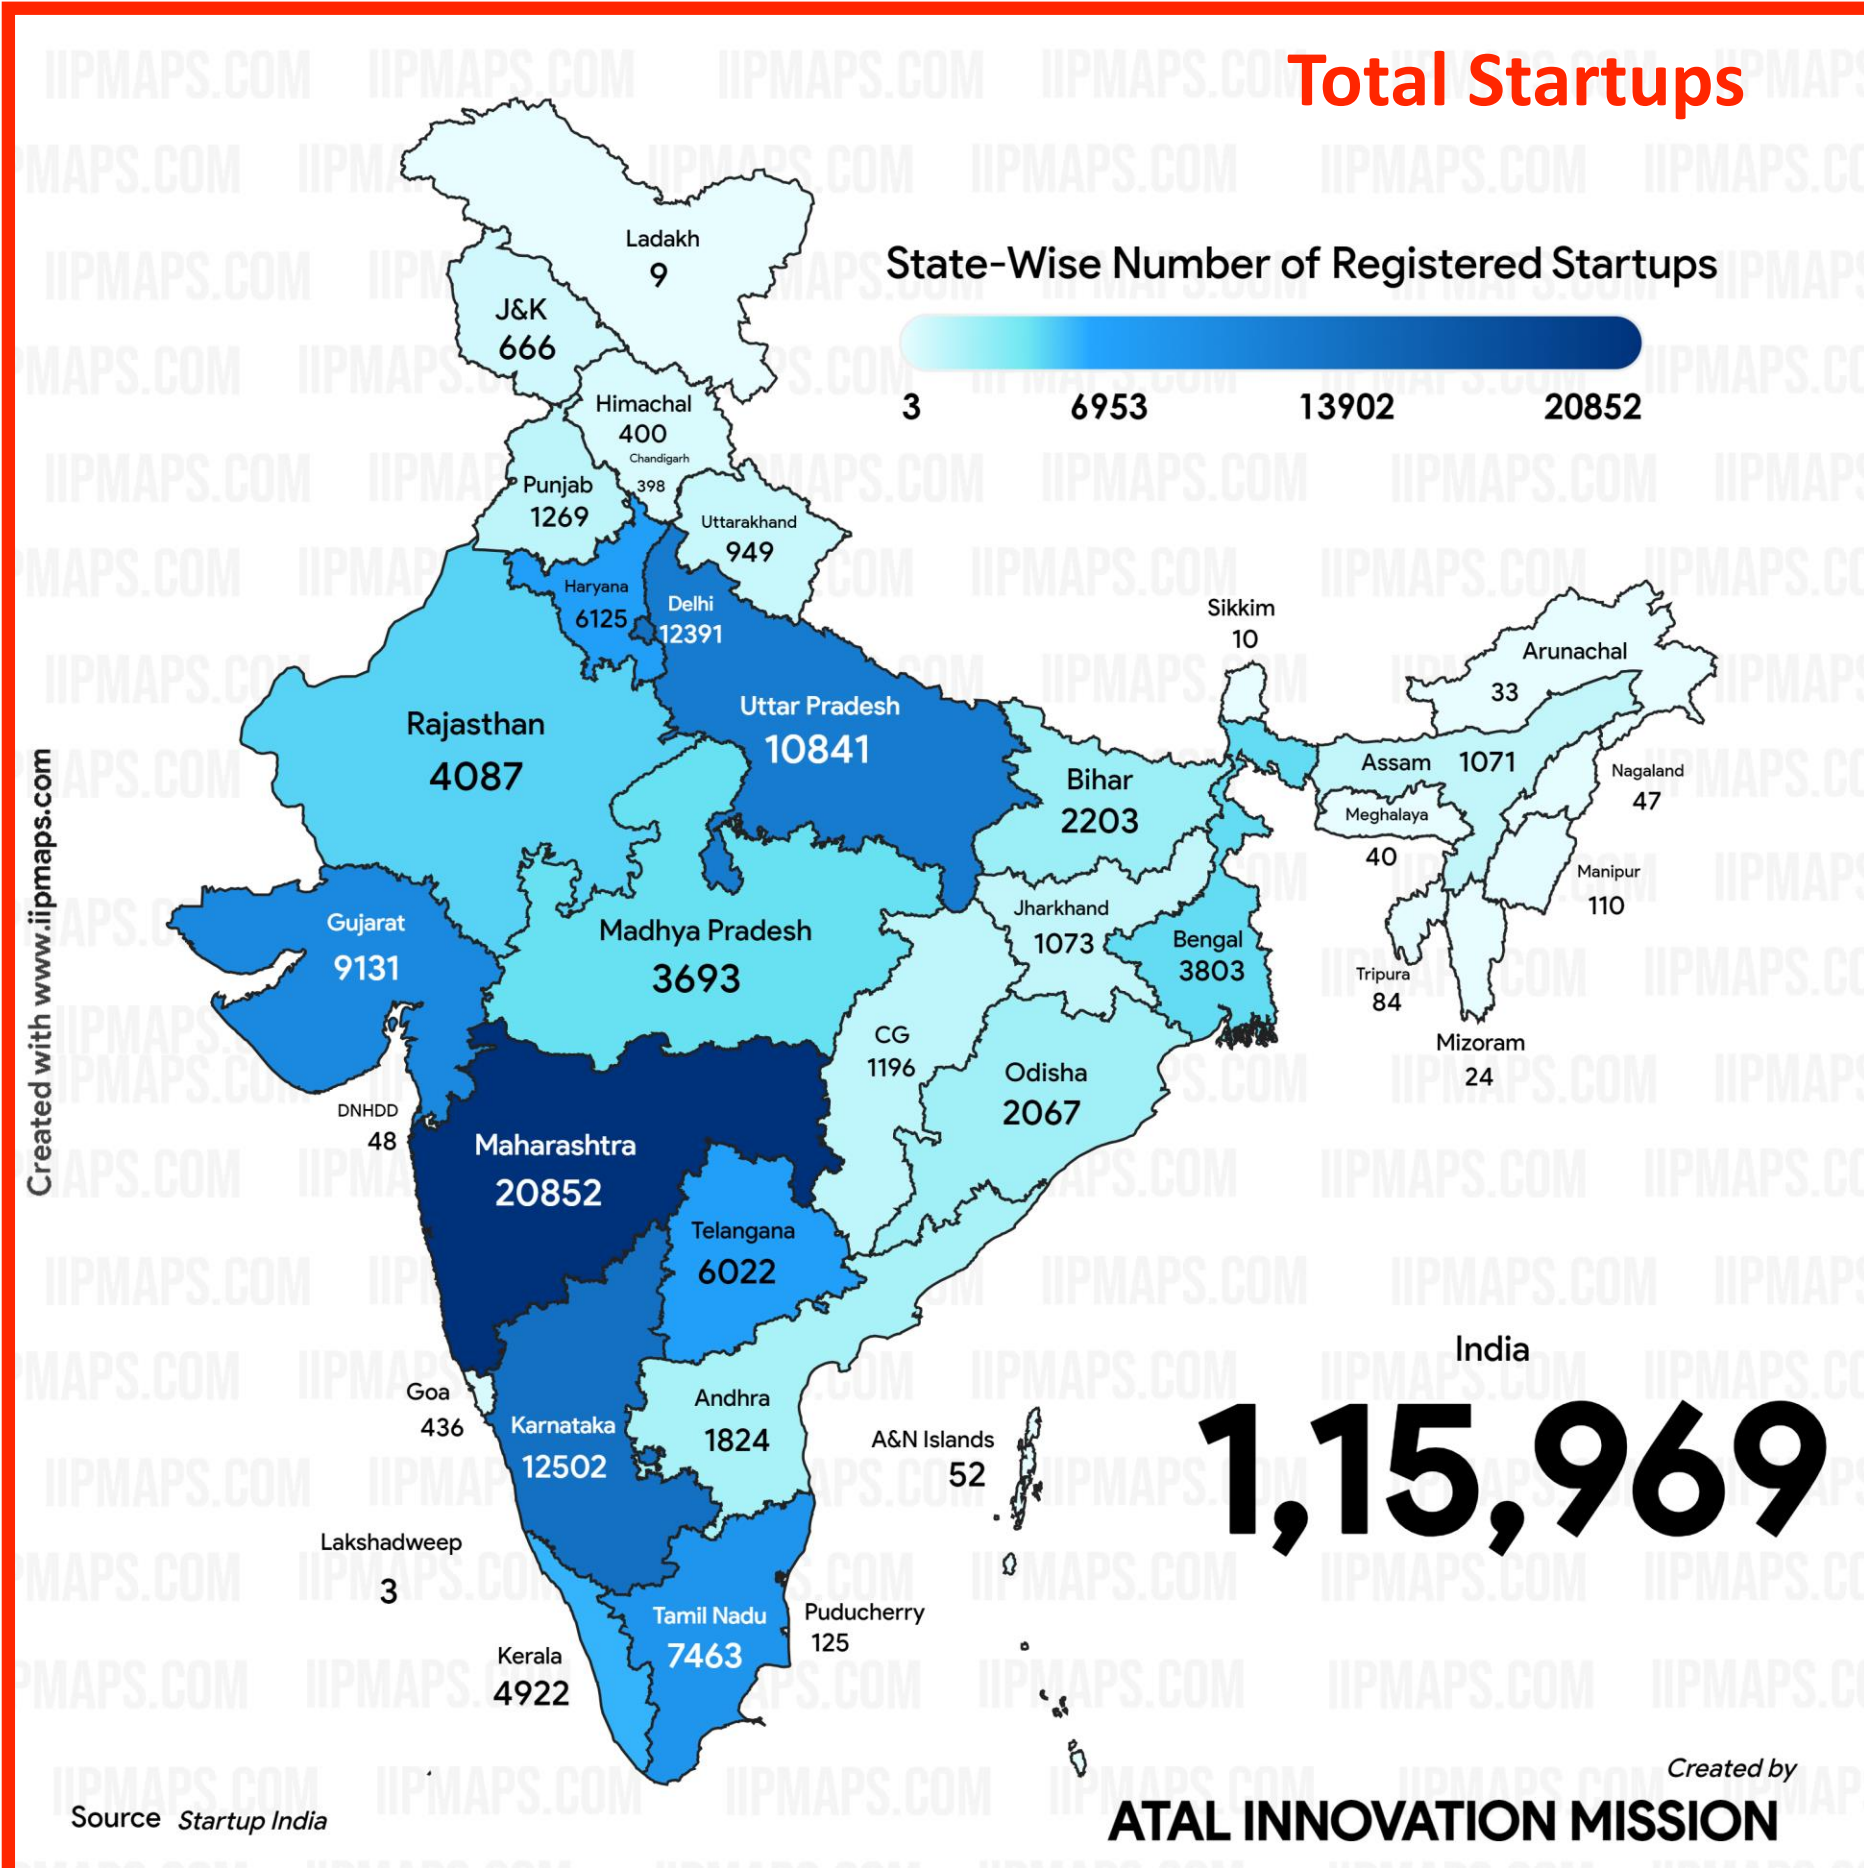 Total Startups
State-Wise Number of Registered Startups
3 6953 13902 20852
Ladakh
9
J&K
666
Himachal
400
Chandigarh
398
Punjab
1269
Uttarakhand
949
Haryana
6125
Delhi
12391
Sikkim
10
Arunachal
33
Uttar Pradesh
10841
Rajasthan
4087
Bihar
2203
Assam 1071
Nagaland
47
Meghalaya
40
Manipur
110
Gujarat
9131
Madhya Pradesh
3693
Jharkhand
1073
Bengal
3803
Tripura
84
Mizoram
24
CG
1196
Odisha
2067
DNHDD
48
Maharashtra
20852
Telangana
6022
Goa
436
Karnataka
12502
Andhra
1824
A&N Islands
52
India
1,15,969
Lakshadweep
3
Tamil Nadu
7463
Puducherry
125
Kerala
4922
Created with www.iipmaps.com
Source Startup India
Created by
ATAL INNOVATION MISSION
IIPMAPS.COM